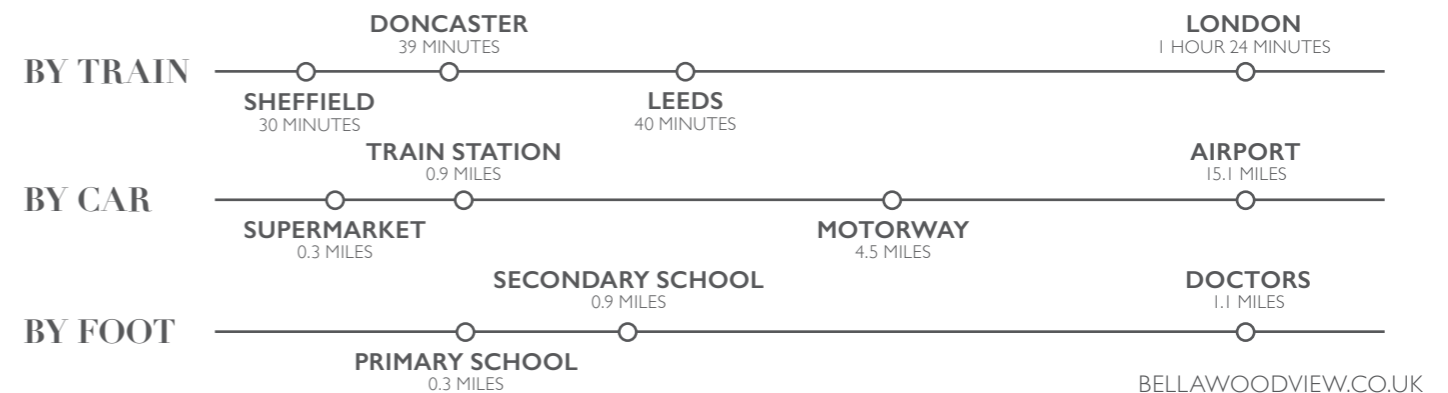 BY TRAIN
SHEFFIELD
30 MINUTES
DONCASTER
39 MINUTES
LEEDS
40 MINUTES
LONDON
1 HOUR 24 MINUTES
BY CAR
SUPERMARKET
0.3 MILES
TRAIN STATION
0.9 MILES
MOTORWAY
4.5 MILES
AIRPORT
15.1 MILES
BY FOOT
PRIMARY SCHOOL
0.3 MILES
SECONDARY SCHOOL
0.9 MILES
DOCTORS
1.1 MILES
BELLAWOODVIEW.CO.UK